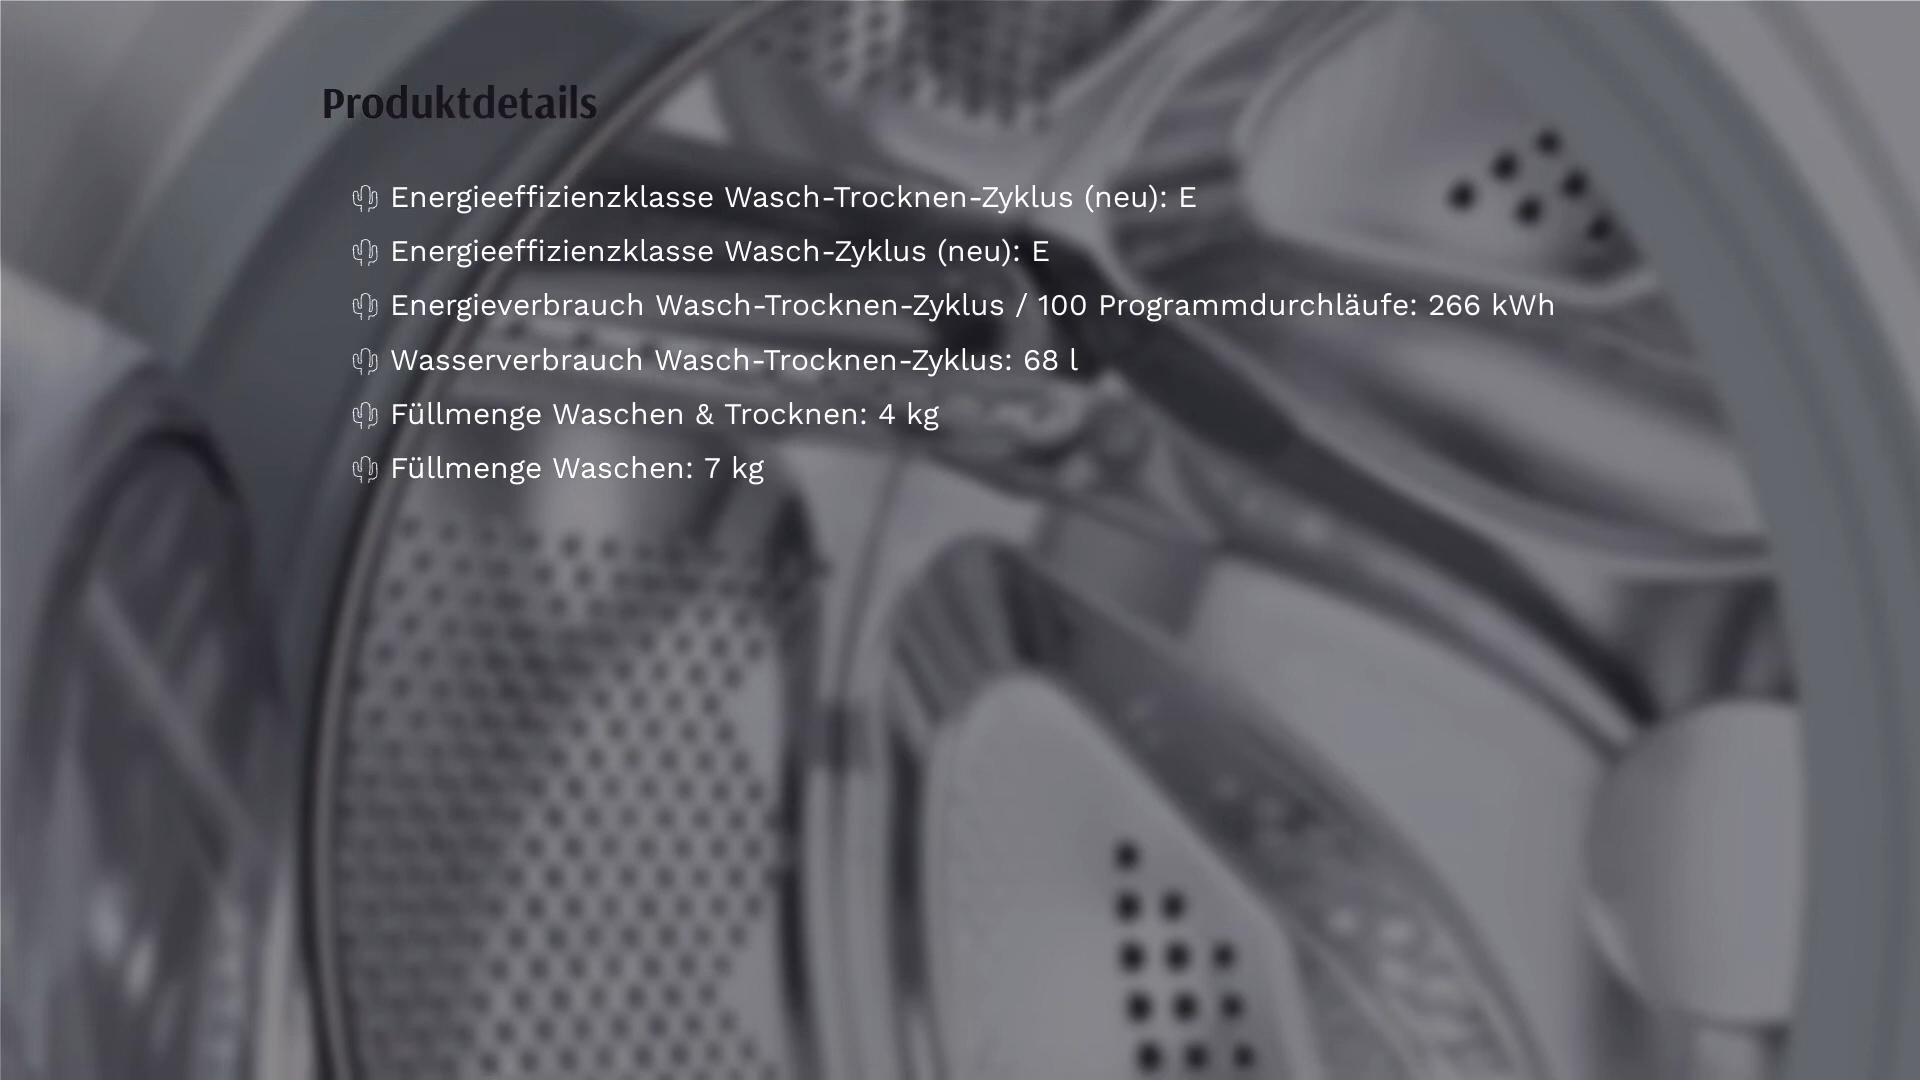 Produktdetails
Energieeffizienzklasse Wasch-Trocknen-Zyklus (neu): E
Energieeffizienzklasse Wasch-Zyklus (neu): E
Energieverbrauch Wasch-Trocknen-Zyklus / 100 Programmdurchläufe: 266 kWh
Wasserverbrauch Wasch-Trocknen-Zyklus: 68 l
Füllmenge Waschen & Trocknen: 4 kg
Füllmenge Waschen: 7 kg